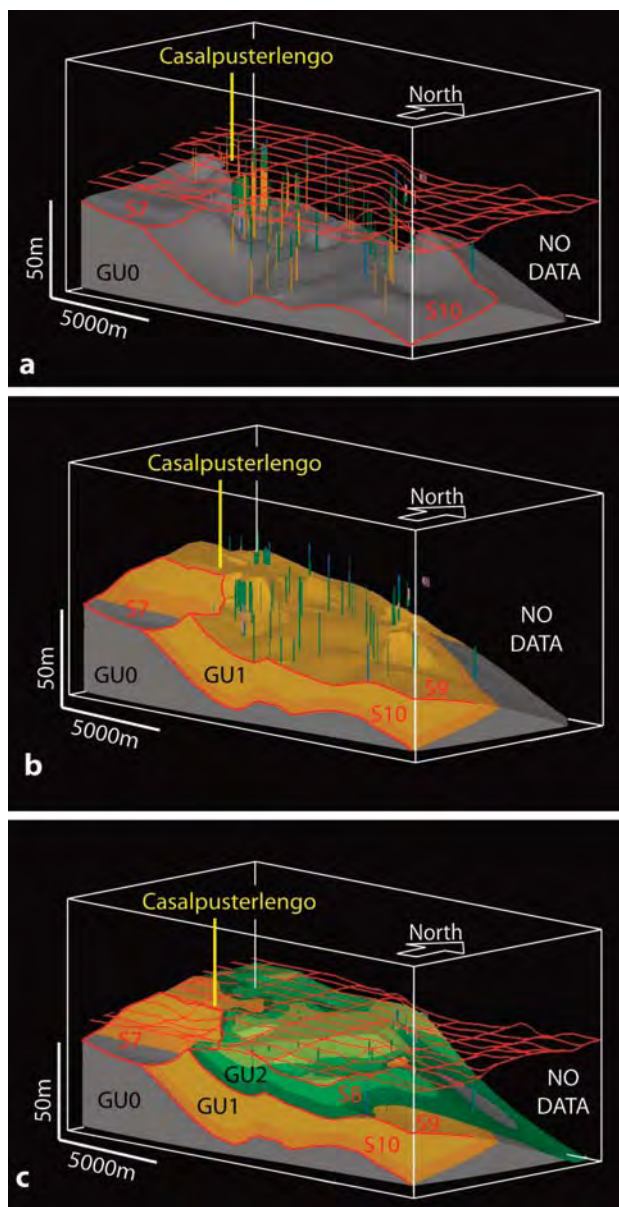 Casalpusterlengo
North
S7
GU0
50m
5000m
S10
NO
DATA
a
Casalpusterlengo
North
S7
GU0
GU1
50m
5000m
S9
S10
NO
DATA
b
Casalpusterlengo
North
S7
GU2
GU0
GU1
S8
S9
S10
50m
5000m
NO
DATA
c